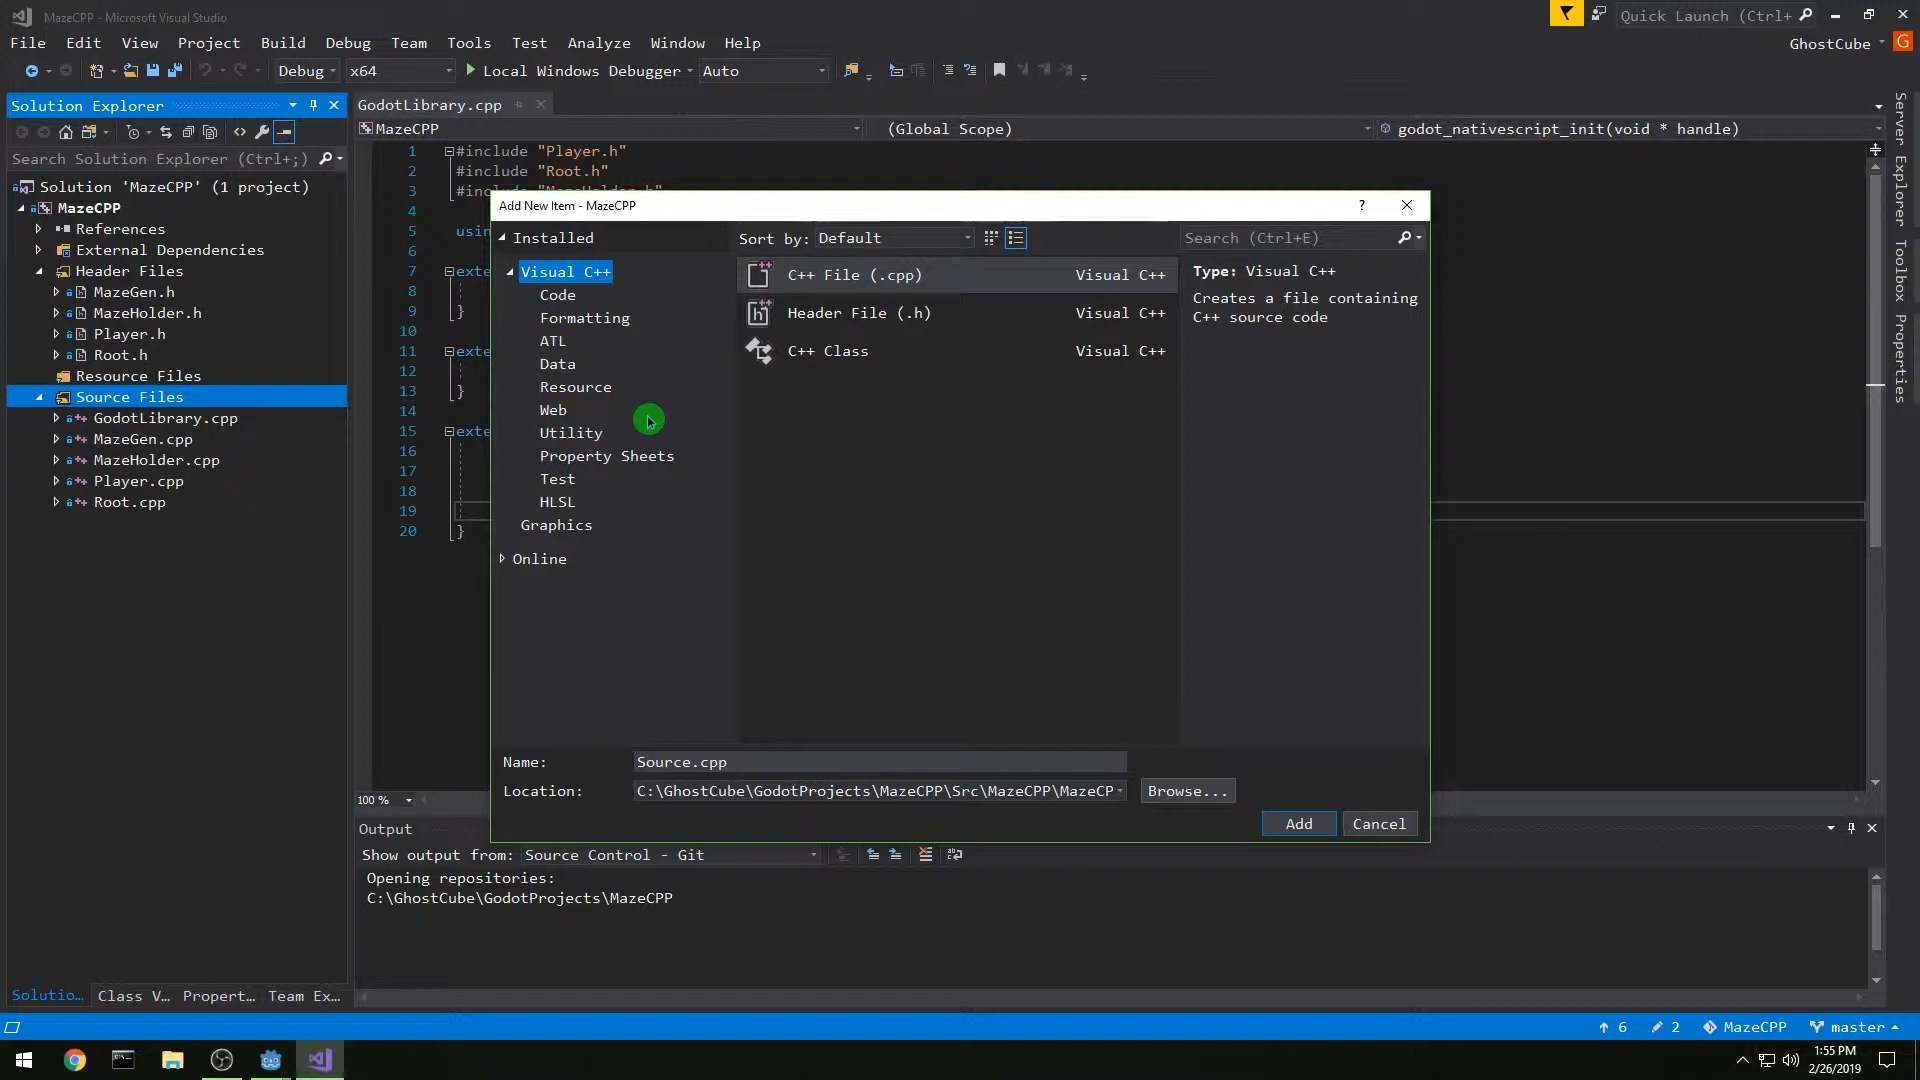 MazeCPP - Microsoft Visual Studio
Quick Launch (Ctrl+
File Edit View Project Build Debug Team Tools Test Analyze Window Help
GhostCube G
Debug x64 Local Windows Debugger Auto
Solution Explorer
GodotLibrary.cpp
MazeCPP (Global Scope) godot_nativescript_init(void * handle)
Search Solution Explorer (Ctrl+;)
Solution 'MazeCPP' (1 project)
MazeCPP
References
External Dependencies
Header Files
MazeGen.h
MazeHolder.h
Player.h
Root.h
Resource Files
Source Files
GodotLibrary.cpp
MazeGen.cpp
MazeHolder.cpp
Player.cpp
Root.cpp
1 #include "Player.h"
2 #include "Root.h"
3 #include "MazeHolder.h"
4
5 usin
6
7 exte
8
9 }
10
11 exte
12
13 }
14
15 exte
16
17
18
19
20 }
Add New Item - MazeCPP
?
Installed
Visual C++
Code
Formatting
ATL
Data
Resource
Web
Utility
Property Sheets
Test
HLSL
Graphics
Online
Sort by: Default
Search (Ctrl+E)
C++ File (.cpp) Visual C++
Header File (.h) Visual C++
C++ Class Visual C++
Type: Visual C++
Creates a file containing
C++ source code
Name: Source.cpp
Location: C:\GhostCube\GodotProjects\MazeCPP\Src\MazeCPP\MazeCP
Browse...
Add Cancel
Server Explorer
Toolbox
Properties
100 %
Output
Show output from: Source Control - Git
Opening repositories:
C:\GhostCube\GodotProjects\MazeCPP
Solutio... Class V... Propert... Team Ex...
6 2 MazeCPP master
1:55 PM
2/26/2019